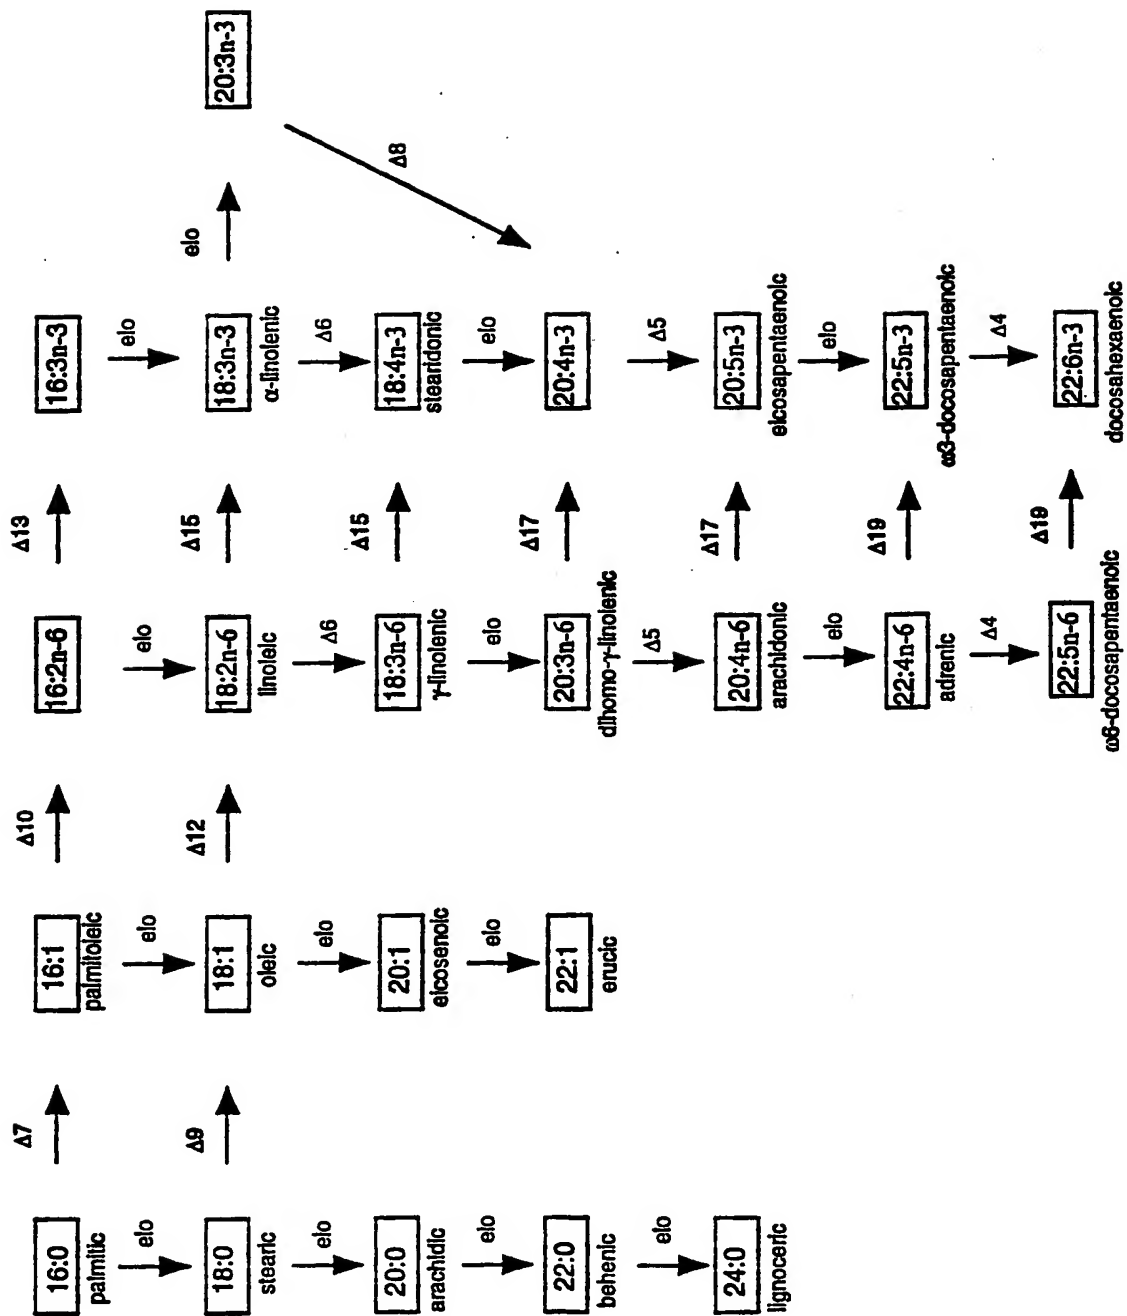 Δ7 Δ10 Δ13
16:0 16:1 16:2n-6 16:3n-3
palmitic palmitoleic
elo elo elo elo
Δ9 Δ12 Δ15 elo
18:0 18:1 18:2n-6 18:3n-3 20:3n-3
stearic oleic linoleic α-linolenic
elo elo Δ6 Δ6
Δ15 Δ8
20:0 20:1 18:3n-6 18:4n-3
arachidic eicosenoic γ-linolenic stearidonic
elo elo elo elo
Δ17
22:0 22:1 20:3n-6 20:4n-3
behenic erucic dihomo-γ-linolenic
elo Δ5 Δ5
Δ17
24:0 20:4n-6 20:5n-3
lignoceric arachidonic eicosapentaenoic
elo elo
Δ19
22:4n-6 22:5n-3
adrenic ω3-docosapentaenoic
Δ4 Δ4
Δ19
22:5n-6 22:6n-3
ω6-docosapentaenoic docosahexaenoic